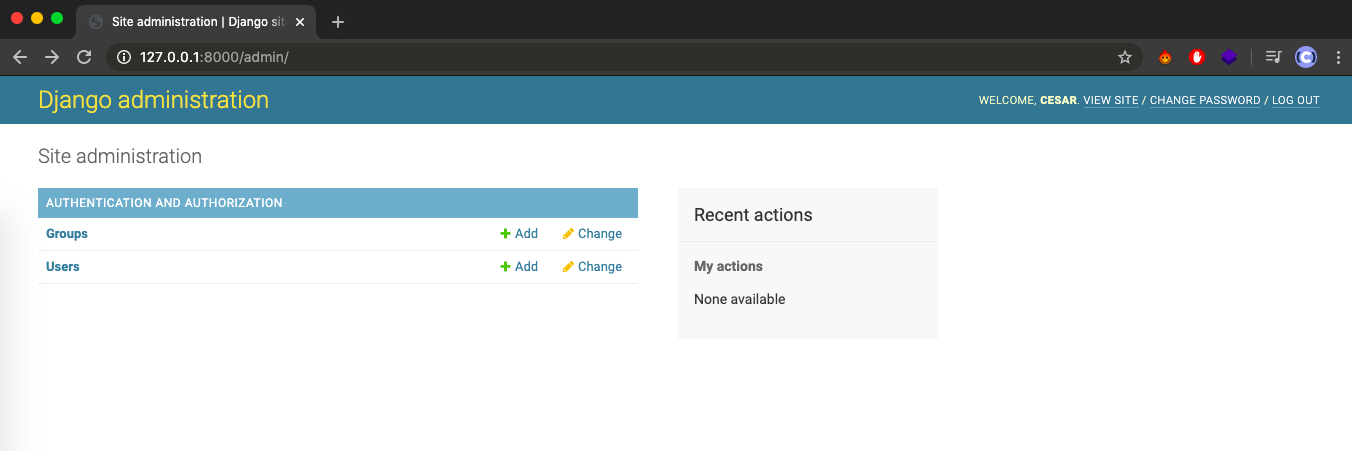 Site administration | Django sit
127.0.0.1:8000/admin/
Django administration
WELCOME, CESAR. VIEW SITE / CHANGE PASSWORD / LOG OUT
Site administration
AUTHENTICATION AND AUTHORIZATION
Groups Add Change
Users Add Change
Recent actions
My actions
None available